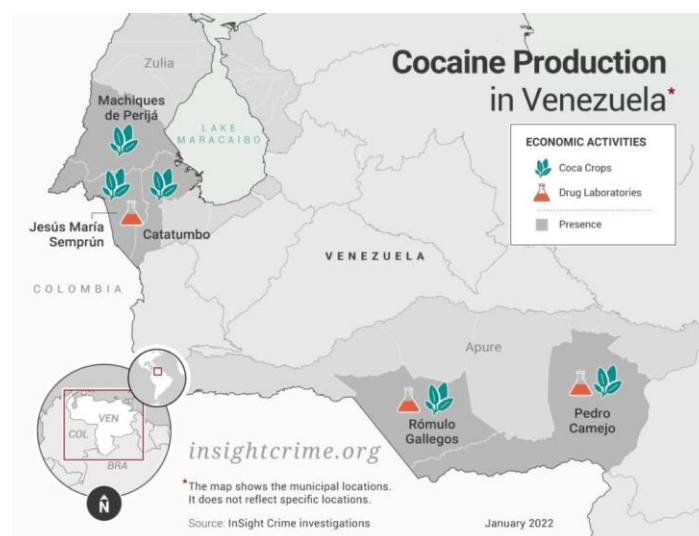 Cocaine Production
in Venezuela*
Zulia
Machiques
de Perijá
LAKE
MARACAIBO
ECONOMIC ACTIVITIES
Coca Crops
Drug Laboratories
Presence
Jesús María
Semprún
Catatumbo
VENEZUELA
COLOMBIA
Apure
Rómulo
Gallegos
Pedro
Camejo
VEN
COL
BRA
N
insightcrime.org
*The map shows the municipal locations.
It does not reflect specific locations.
Source: InSight Crime investigations
January 2022